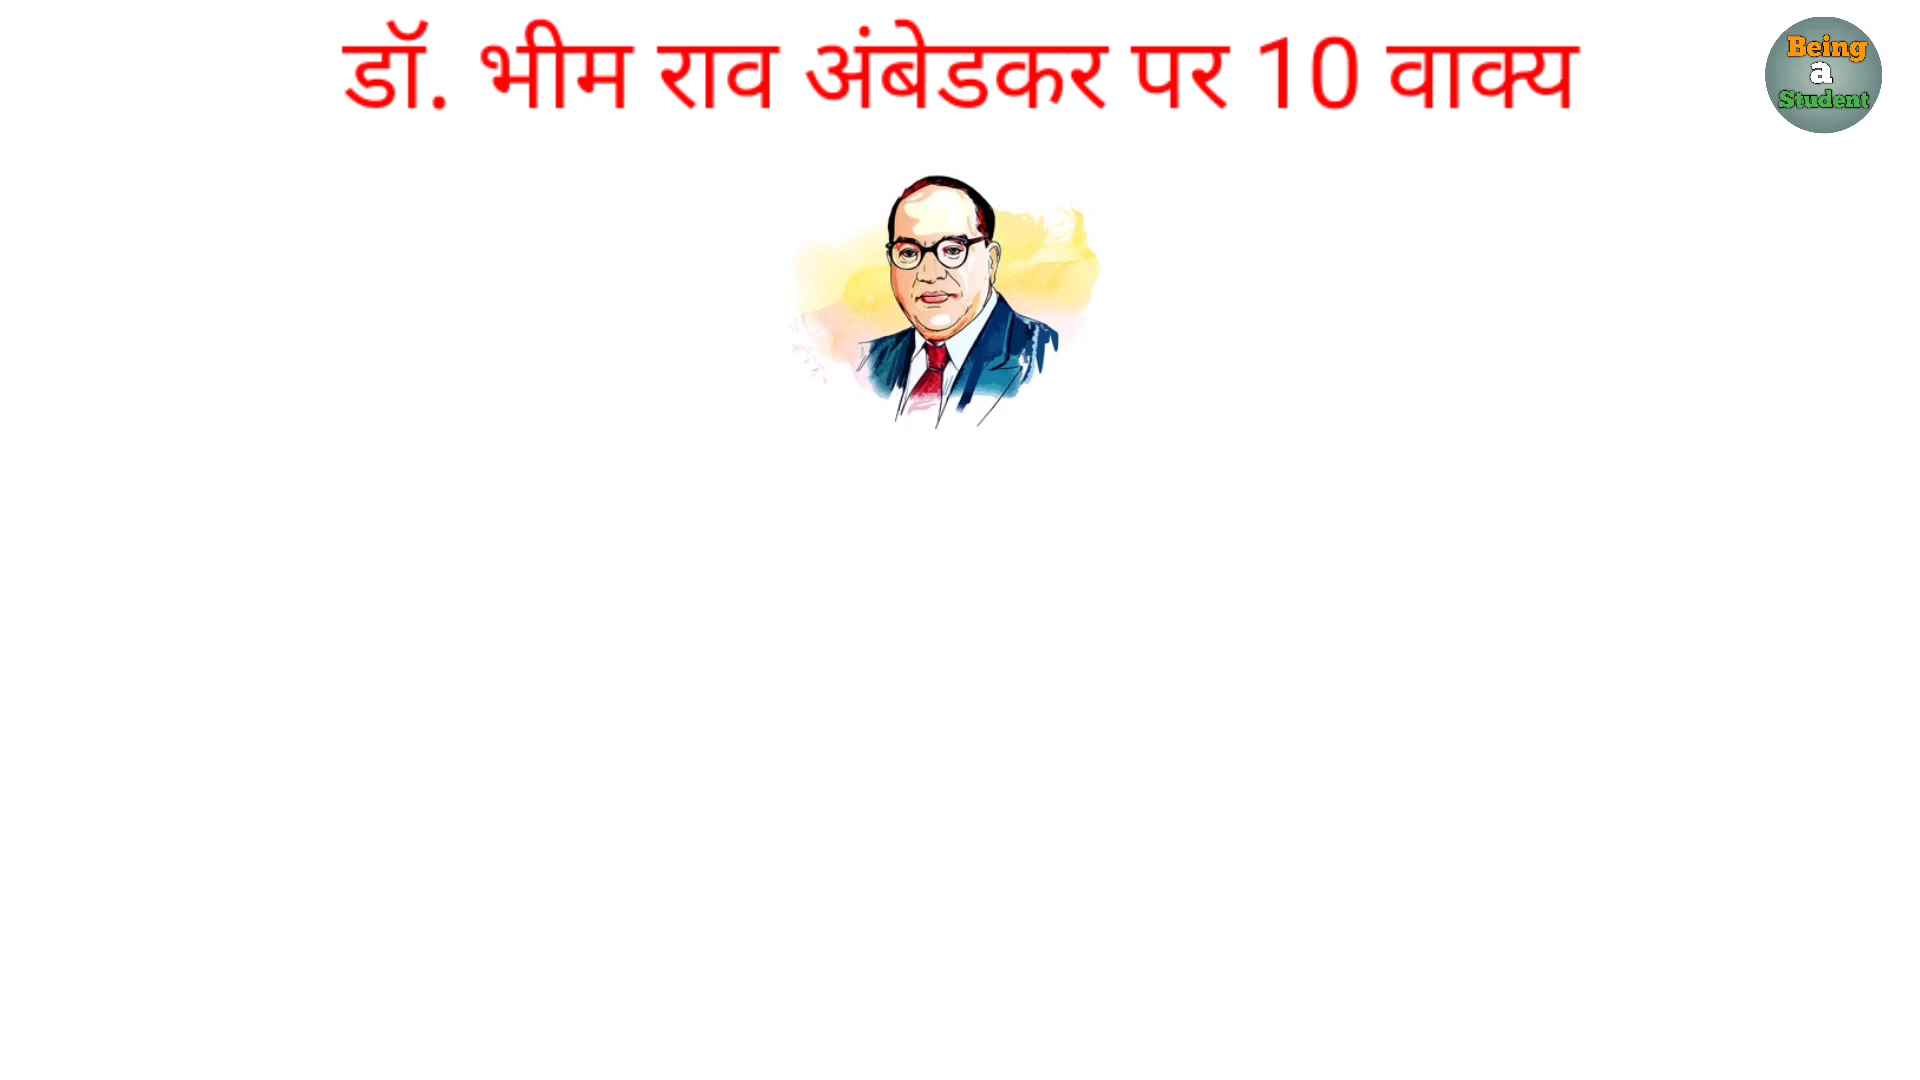 डॉ. भीम राव अंबेडकर पर 10 वाक्य
Being
a
Student